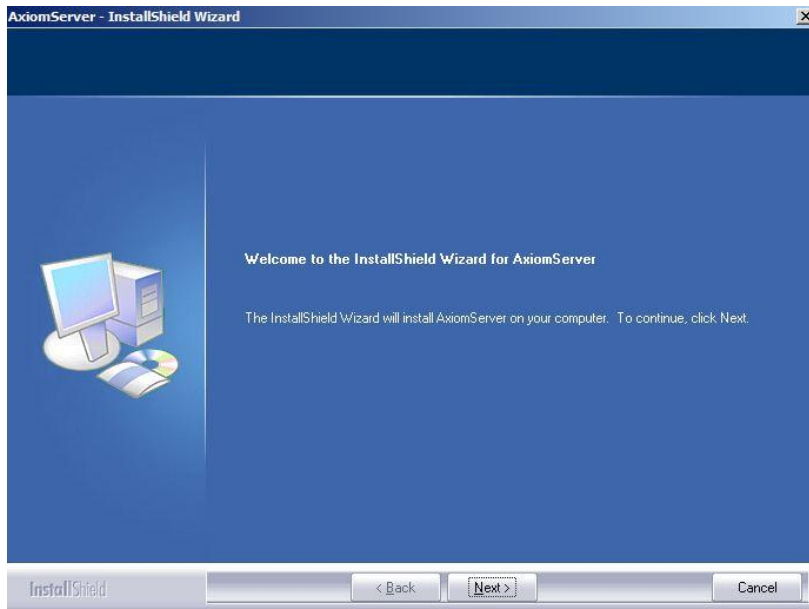 AxiomServer - InstallShield Wizard
Welcome to the InstallShield Wizard for AxiomServer
The InstallShield Wizard will install AxiomServer on your computer. To continue, click Next.
InstallShield
< Back
Next >
Cancel